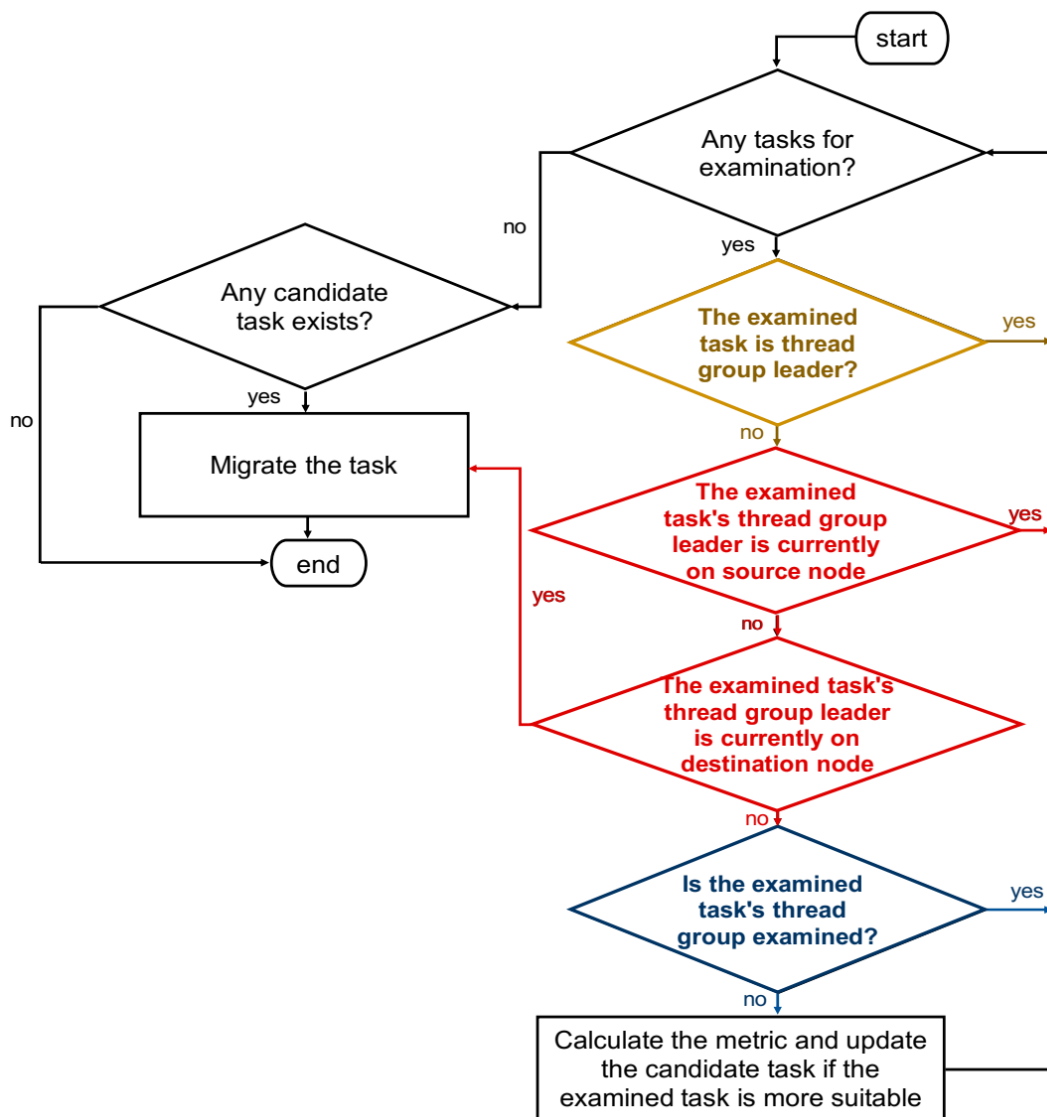 start
Any tasks for
examination?
no
yes
Any candidate
task exists?
The examined
task is thread
group leader?
yes
no
yes
no
Migrate the task
The examined
task's thread group
leader is currently
on source node
yes
end
yes
no
The examined task's
thread group leader
is currently on
destination node
no
Is the examined
task's thread
group examined?
yes
no
Calculate the metric and update
the candidate task if the
examined task is more suitable